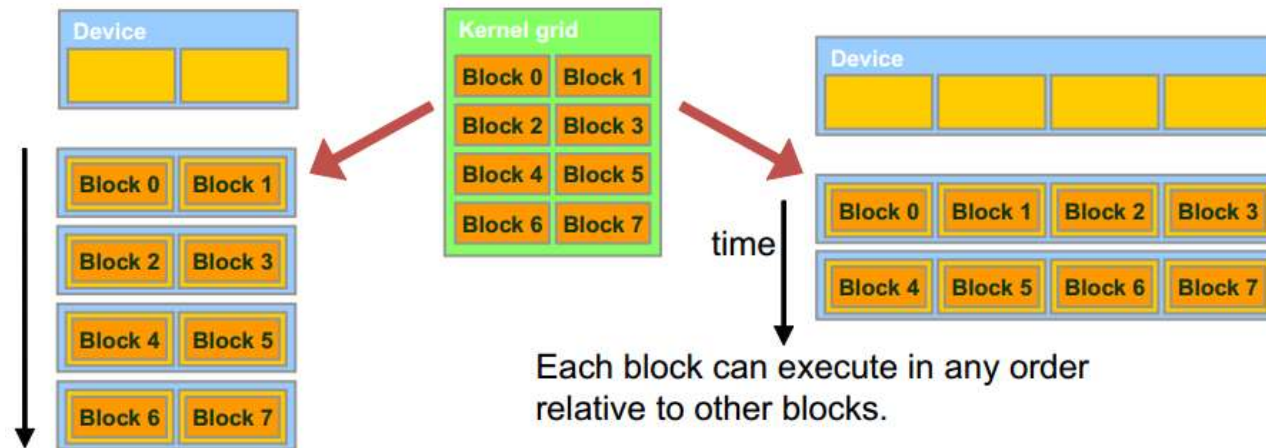 Device
Block 0 Block 1
Block 2 Block 3
Block 4 Block 5
Block 6 Block 7
Kernel grid
Block 0 Block 1
Block 2 Block 3
Block 4 Block 5
Block 6 Block 7
Device
time
Block 0 Block 1 Block 2 Block 3
Block 4 Block 5 Block 6 Block 7
Each block can execute in any order
relative to other blocks.